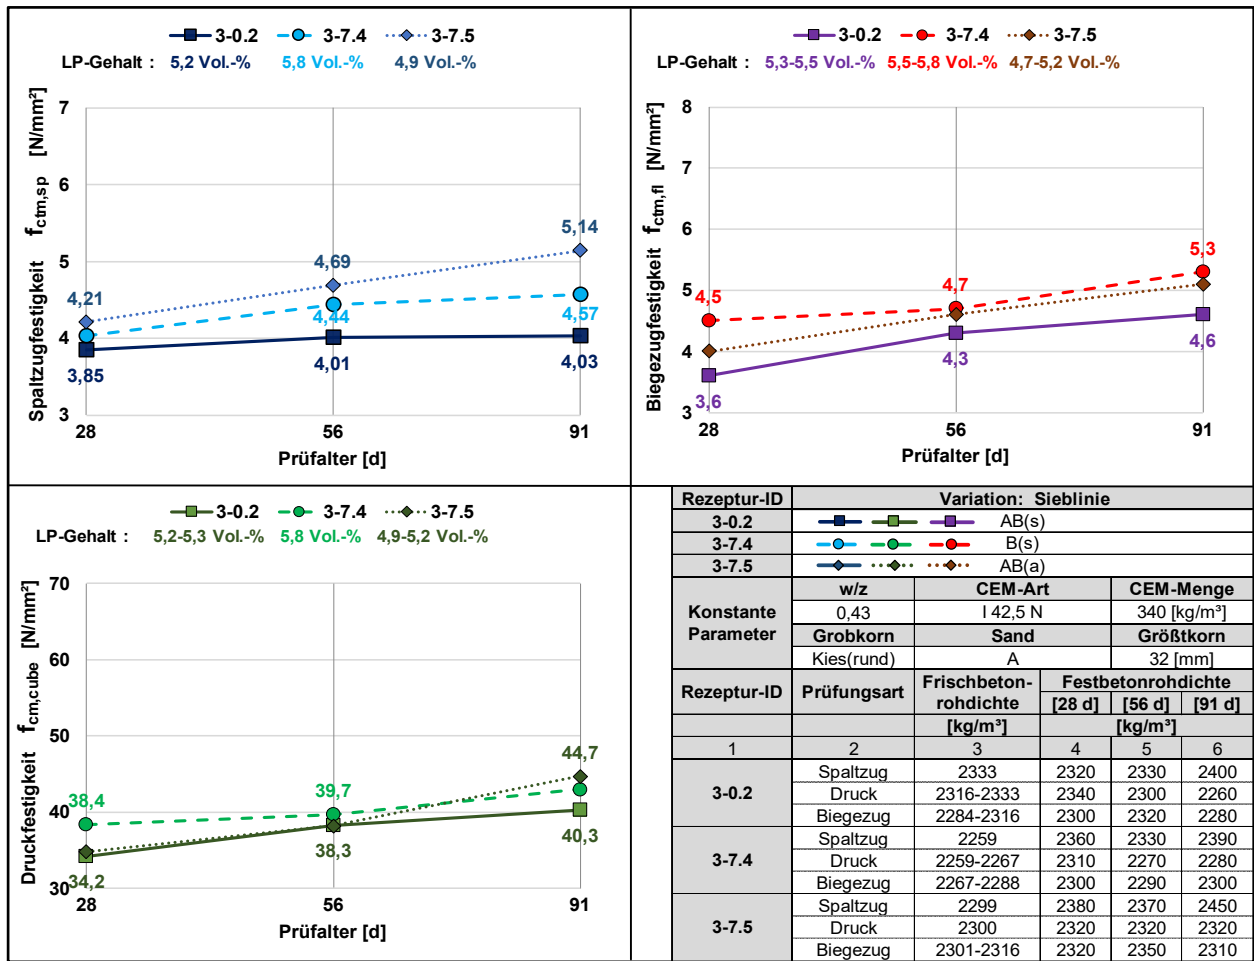 3-0.2 3-7.4 3-7.5
LP-Gehalt : 5,2 Vol.-% 5,8 Vol.-% 4,9 Vol.-%
Spaltzugfestigkeit fctm,sp [N/mm²]
7
6
5
4
3
4,21
4,69
5,14
4,44
4,57
3,85
4,01
4,03
28 56 91
Prüfalter [d]
3-0.2 3-7.4 3-7.5
LP-Gehalt : 5,3-5,5 Vol.-% 5,5-5,8 Vol.-% 4,7-5,2 Vol.-%
Biegezugfestigkeit fctm,fl [N/mm²]
8
7
6
5
4
3
4,5
4,7
5,3
3,6
4,3
4,6
28 56 91
Prüfalter [d]
3-0.2 3-7.4 3-7.5
LP-Gehalt : 5,2-5,3 Vol.-% 5,8 Vol.-% 4,9-5,2 Vol.-%
Druckfestigkeit fcm,cube [N/mm²]
70
60
50
40
30
38,4
39,7
44,7
34,2
38,3
40,3
28 56 91
Prüfalter [d]
Rezeptur-ID Variation: Sieblinie
3-0.2 AB(s)
3-7.4 B(s)
3-7.5 AB(a)
Konstante Parameter w/z CEM-Art CEM-Menge
0,43 I 42,5 N 340 [kg/m³]
Grobkorn Sand Größtkorn
Kies(rund) A 32 [mm]
Rezeptur-ID Prüfungsart Frischbeton- Festbetonrohdichte
rohdichte [28 d] [56 d] [91 d]
[kg/m³] [kg/m³]
1 2 3 4 5 6
3-0.2 Spaltzug 2333 2320 2330 2400
Druck 2316-2333 2340 2300 2260
Biegezug 2284-2316 2300 2320 2280
3-7.4 Spaltzug 2259 2360 2330 2390
Druck 2259-2267 2310 2270 2280
Biegezug 2267-2288 2300 2290 2300
3-7.5 Spaltzug 2299 2380 2370 2450
Druck 2300 2320 2320 2320
Biegezug 2301-2316 2320 2350 2310